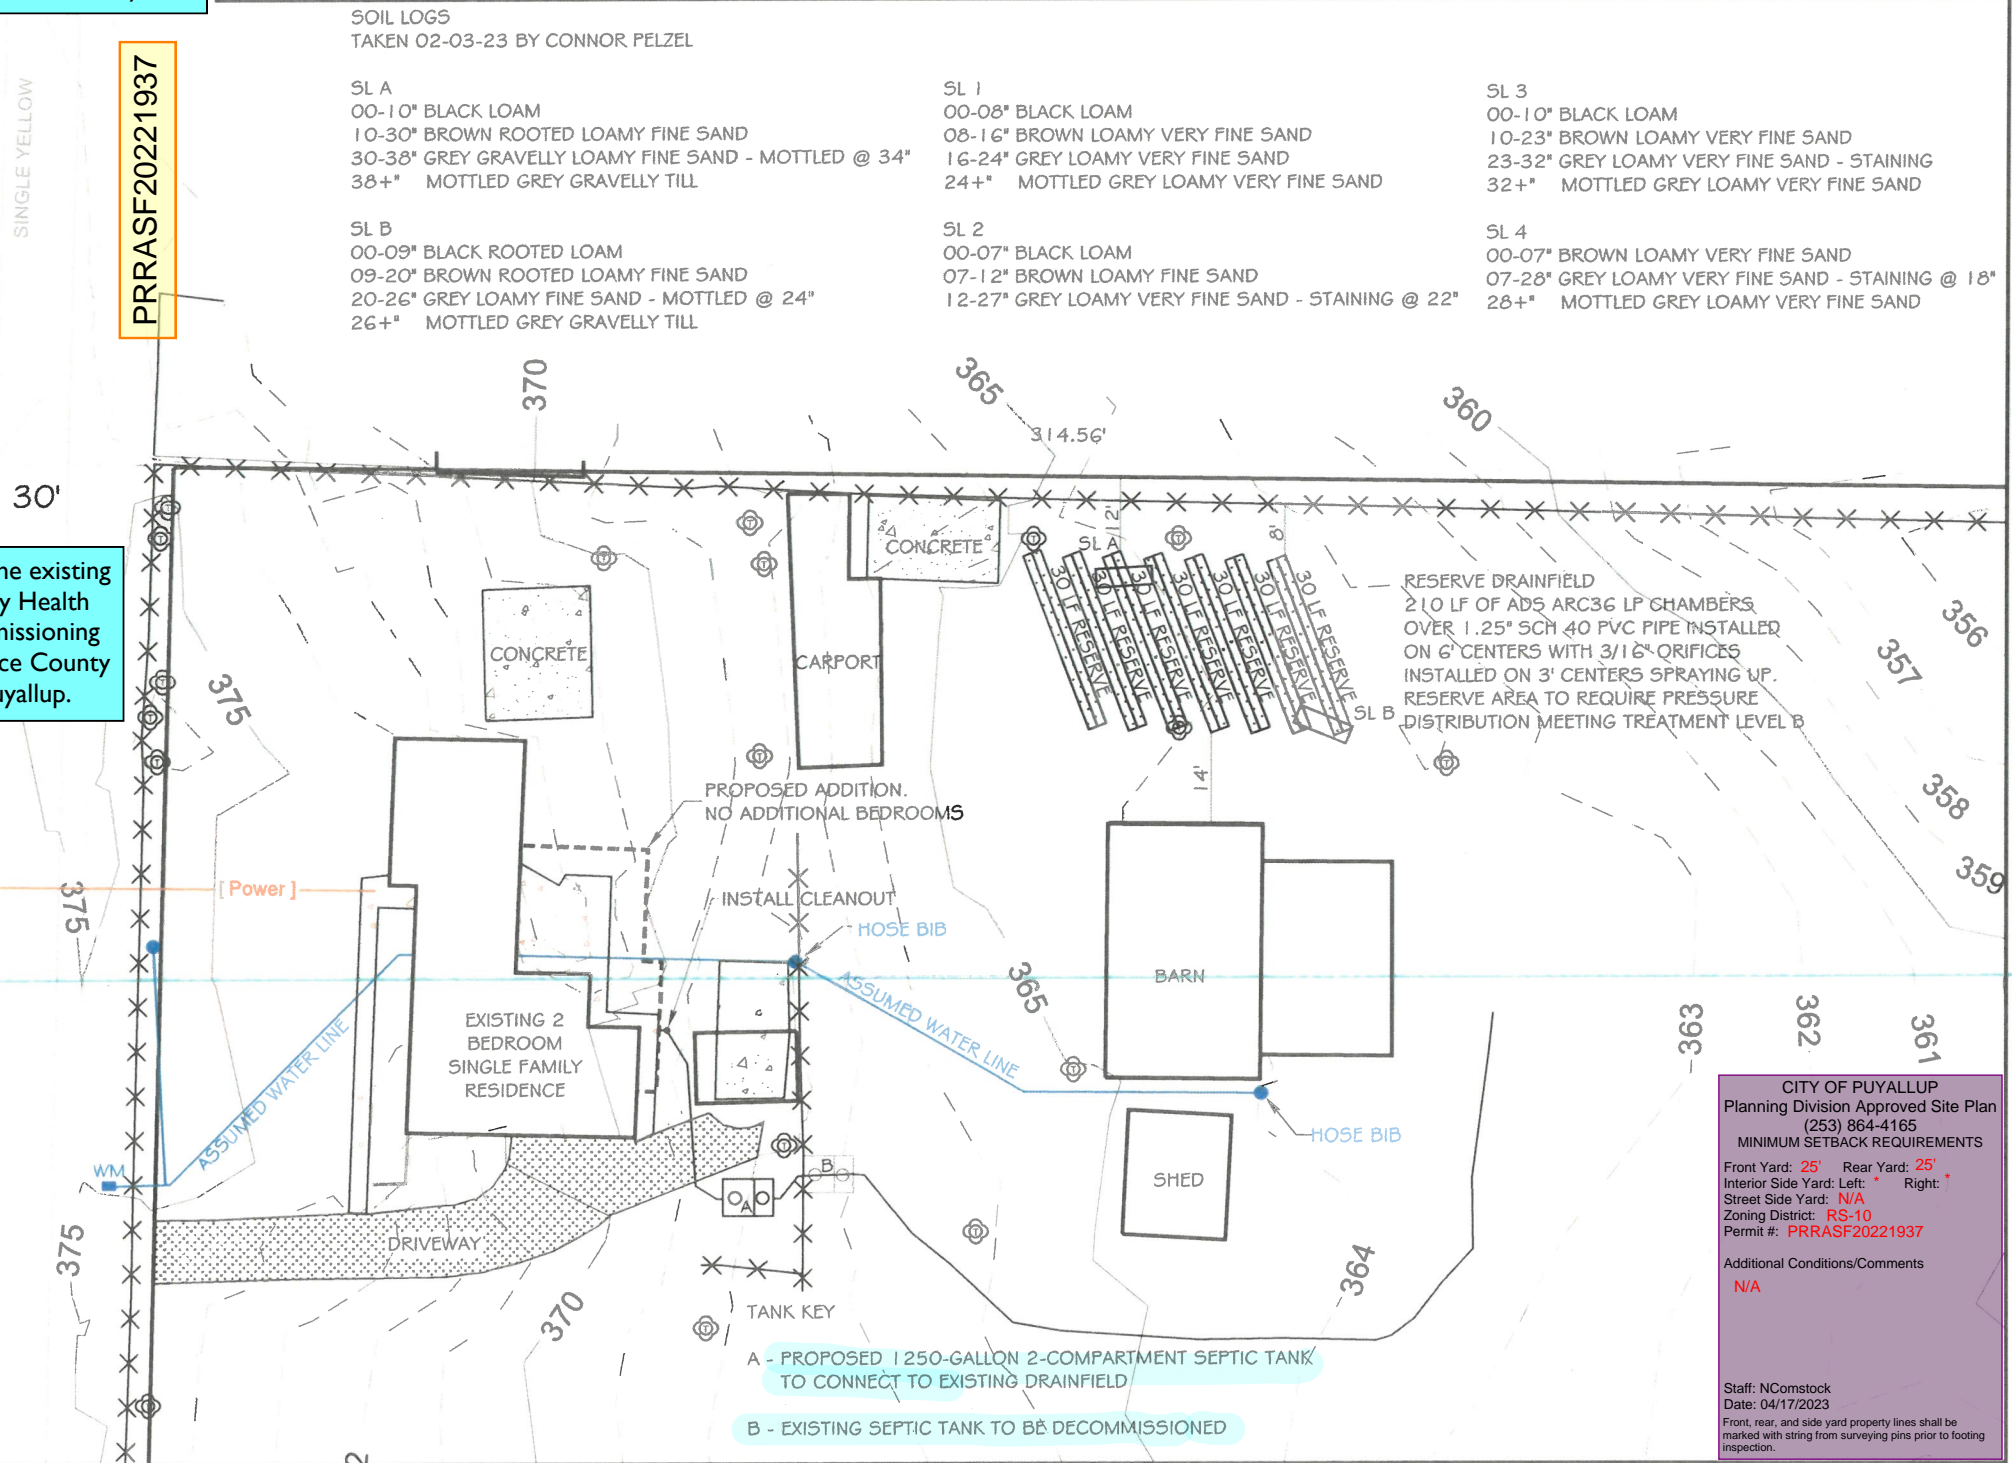 SINGLE YELLOW
PRRASF20221937
SOIL LOGS
TAKEN 02-03-23 BY CONNOR PELZEL
SL A
00-10" BLACK LOAM
10-30" BROWN ROOTED LOAMY FINE SAND
30-38" GREY GRAVELLY LOAMY FINE SAND - MOTTLED @ 34"
38+" MOTTLED GREY GRAVELLY TILL
SL B
00-09" BLACK ROOTED LOAM
09-20" BROWN ROOTED LOAMY FINE SAND
20-26" GREY LOAMY FINE SAND - MOTTLED @ 24"
26+" MOTTLED GREY GRAVELLY TILL
SL 1
00-08" BLACK LOAM
08-16" BROWN LOAMY VERY FINE SAND
16-24" GREY LOAMY VERY FINE SAND
24+" MOTTLED GREY LOAMY VERY FINE SAND
SL 2
00-07" BLACK LOAM
07-12" BROWN LOAMY FINE SAND
12-27" GREY LOAMY VERY FINE SAND - STAINING @ 22"
SL 3
00-10" BLACK LOAM
10-23" BROWN LOAMY VERY FINE SAND
23-32" GREY LOAMY VERY FINE SAND - STAINING
32+" MOTTLED GREY LOAMY VERY FINE SAND
SL 4
00-07" BROWN LOAMY VERY FINE SAND
07-28" GREY LOAMY VERY FINE SAND - STAINING @ 18"
28+" MOTTLED GREY LOAMY VERY FINE SAND
370
365
360
314.56'
30'
he existing
y Health
missioning
ce County
uyallup.
CONCRETE
CONCRETE
CARPORT
12'
8'
SL A
30 LF RESERVE
30 LF RESERVE
30 LF RESERVE
30 LF RESERVE
30 LF RESERVE
30 LF RESERVE
30 LF RESERVE
SL B
14'
RESERVE DRAINFIELD
210 LF OF ADS ARC36 LP CHAMBERS
OVER 1.25" SCH 40 PVC PIPE INSTALLED
ON 6' CENTERS WITH 3/16" ORIFICES
INSTALLED ON 3' CENTERS SPRAYING UP.
RESERVE AREA TO REQUIRE PRESSURE
DISTRIBUTION MEETING TREATMENT LEVEL B
356
357
358
359
375
375
375
PROPOSED ADDITION.
NO ADDITIONAL BEDROOMS
[ Power ]
INSTALL CLEANOUT
HOSE BIB
ASSUMED WATER LINE
ASSUMED WATER LINE
365
BARN
363
362
361
EXISTING 2
BEDROOM
SINGLE FAMILY
RESIDENCE
HOSE BIB
WM
SHED
DRIVEWAY
A
B
364
370
TANK KEY
A - PROPOSED 1250-GALLON 2-COMPARTMENT SEPTIC TANK
TO CONNECT TO EXISTING DRAINFIELD
B - EXISTING SEPTIC TANK TO BE DECOMMISSIONED
CITY OF PUYALLUP
Planning Division Approved Site Plan
(253) 864-4165
MINIMUM SETBACK REQUIREMENTS
Front Yard: 25' Rear Yard: 25'
Interior Side Yard: Left: * Right: *
Street Side Yard: N/A
Zoning District: RS-10
Permit #: PRRASF20221937
Additional Conditions/Comments
N/A
Staff: NComstock
Date: 04/17/2023
Front, rear, and side yard property lines shall be
marked with string from surveying pins prior to footing
inspection.